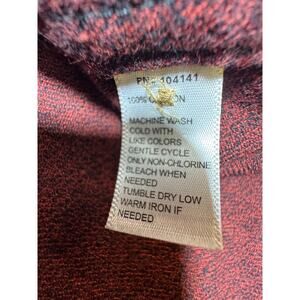 PN# 104141
100%
MACHINE WASH
COLD WITH
LIKE COLORS
GENTLE CYCLE
ONLY NON-CHLORINE
BLEACH WHEN
NEEDED
TUMBLE DRY LOW
WARM IRON IF
NEEDED